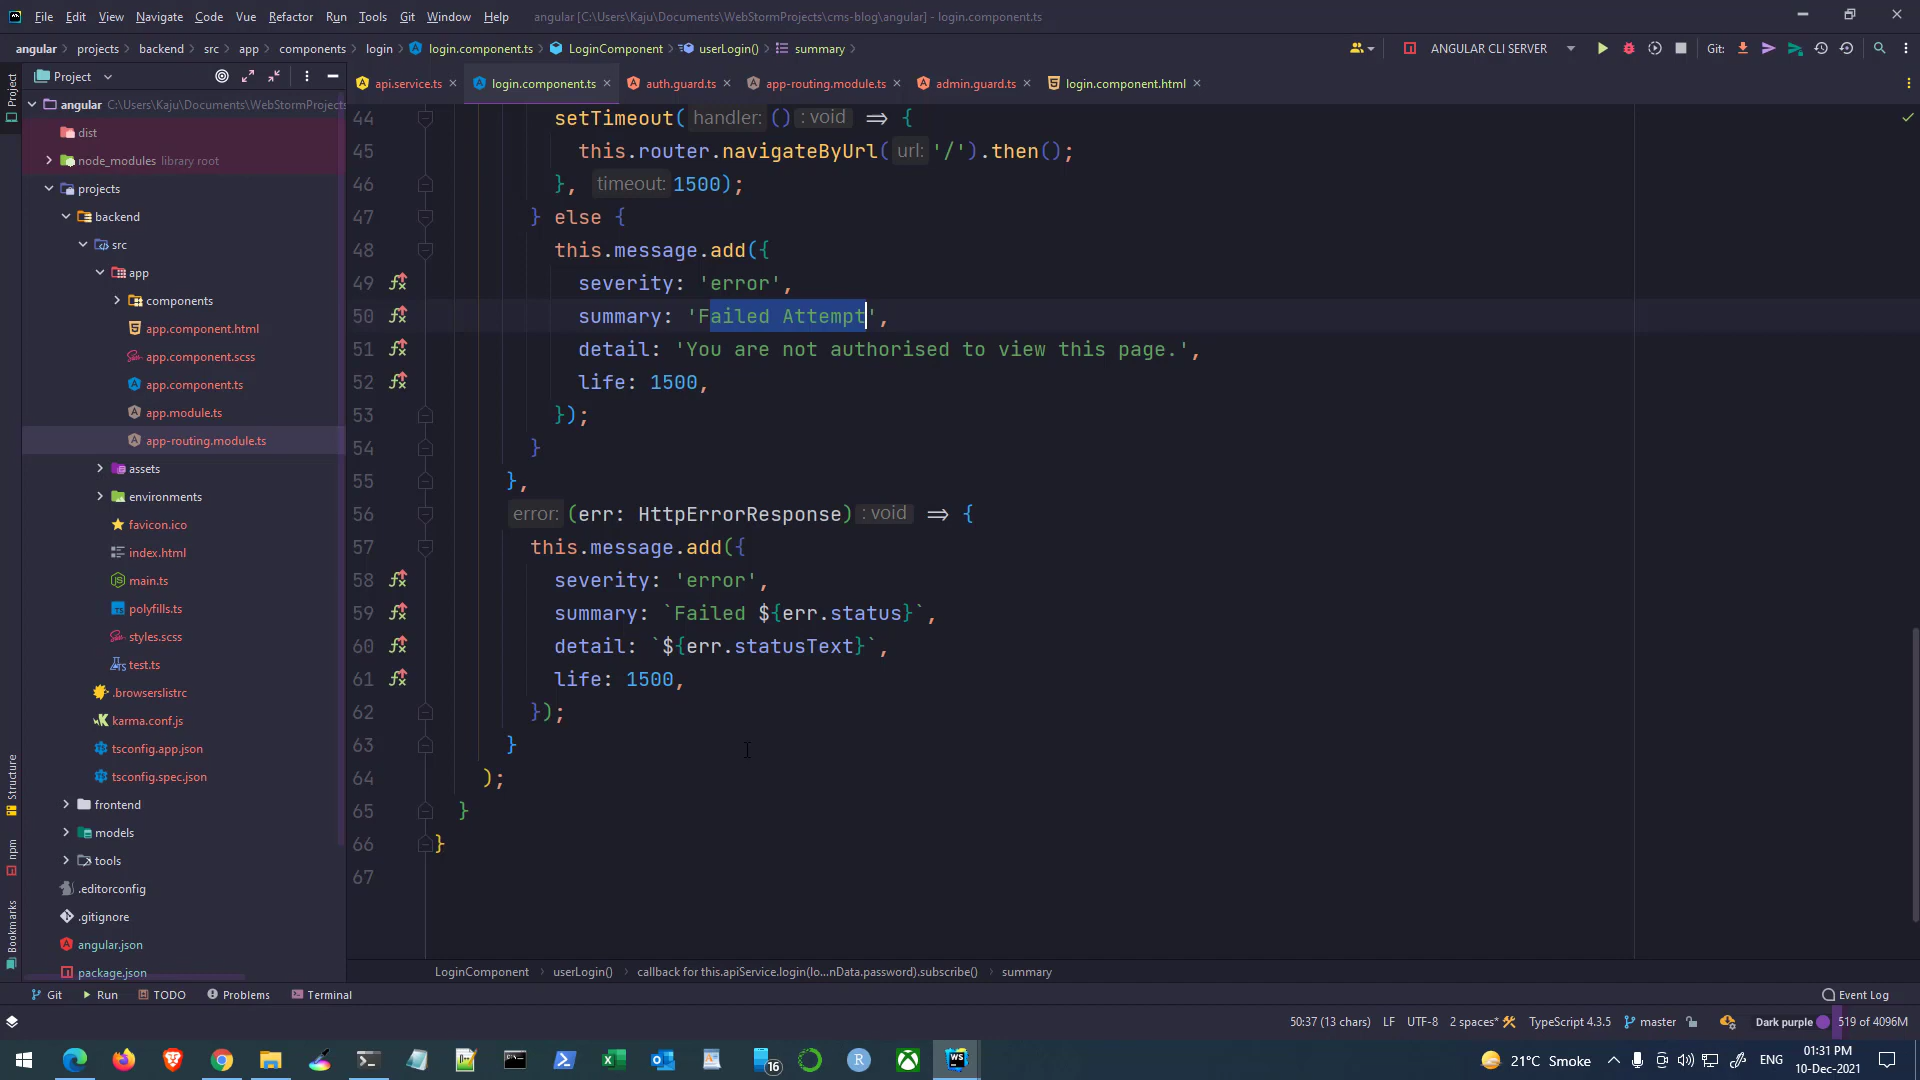 File Edit View Navigate Code Vue Refactor Run Tools Git Window Help angular [C:\Users\Kaju\Documents\WebStormProjects\cms-blog\angular] - login.component.ts
angular projects backend src app components login login.component.ts LoginComponent userLogin() summary ANGULAR CLI SERVER Git:
Project
api.service.ts login.component.ts auth.guard.ts app-routing.module.ts admin.guard.ts login.component.html
Project
angular C:\Users\Kaju\Documents\WebStormProjects
dist
node_modules library root
projects
backend
src
app
components
app.component.html
app.component.scss
app.component.ts
app.module.ts
app-routing.module.ts
assets
environments
favicon.ico
index.html
main.ts
polyfills.ts
styles.scss
test.ts
.browserslistrc
karma.conf.js
tsconfig.app.json
tsconfig.spec.json
frontend
models
tools
.editorconfig
.gitignore
angular.json
package.json
Structure
npm
Bookmarks
44 setTimeout( handler: () : void => {
45 this.router.navigateByUrl( url: '/').then();
46 }, timeout: 1500);
47 } else {
48 this.message.add({
49 severity: 'error',
50 summary: 'Failed Attempt',
51 detail: 'You are not authorised to view this page.',
52 life: 1500,
53 });
54 }
55 },
56 error: (err: HttpErrorResponse) : void => {
57 this.message.add({
58 severity: 'error',
59 summary: `Failed ${err.status}`,
60 detail: `${err.statusText}`,
61 life: 1500,
62 });
63 }
64 );
65 }
66 }
67
LoginComponent userLogin() callback for this.apiService.login(lo...nData.password).subscribe() summary
Git Run TODO Problems Terminal Event Log
50:37 (13 chars) LF UTF-8 2 spaces* TypeScript 4.3.5 master Dark purple 519 of 4096M
16 R WS 21°C Smoke ENG 01:31 PM
10-Dec-2021